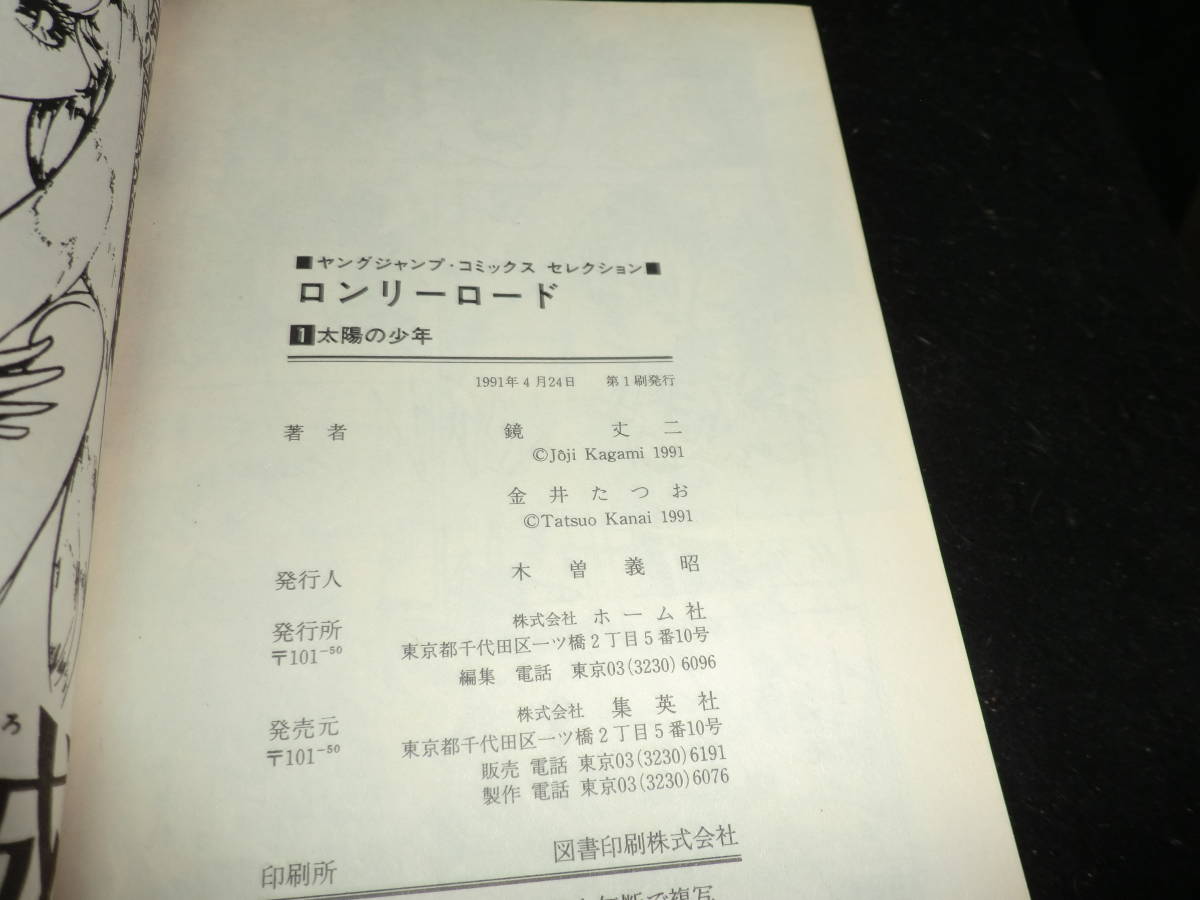 ■ヤングジャンプ・コミックス セレクション■
ロンリーロード
1太陽の少年
1991年4月24日 第1刷発行
著者 鏡丈二
©Jôji Kagami 1991
金井たつお
©Tatsuo Kanai 1991
発行人 木曽義昭
発行所 株式会社 ホーム社
〒101-50 東京都千代田区一ツ橋2丁目5番10号
編集 電話 東京03(3230)6096
発売元 株式会社 集英社
〒101-50 東京都千代田区一ツ橋2丁目5番10号
販売 電話 東京03(3230)6191
製作 電話 東京03(3230)6076
印刷所 図書印刷株式会社
で複写
ろ